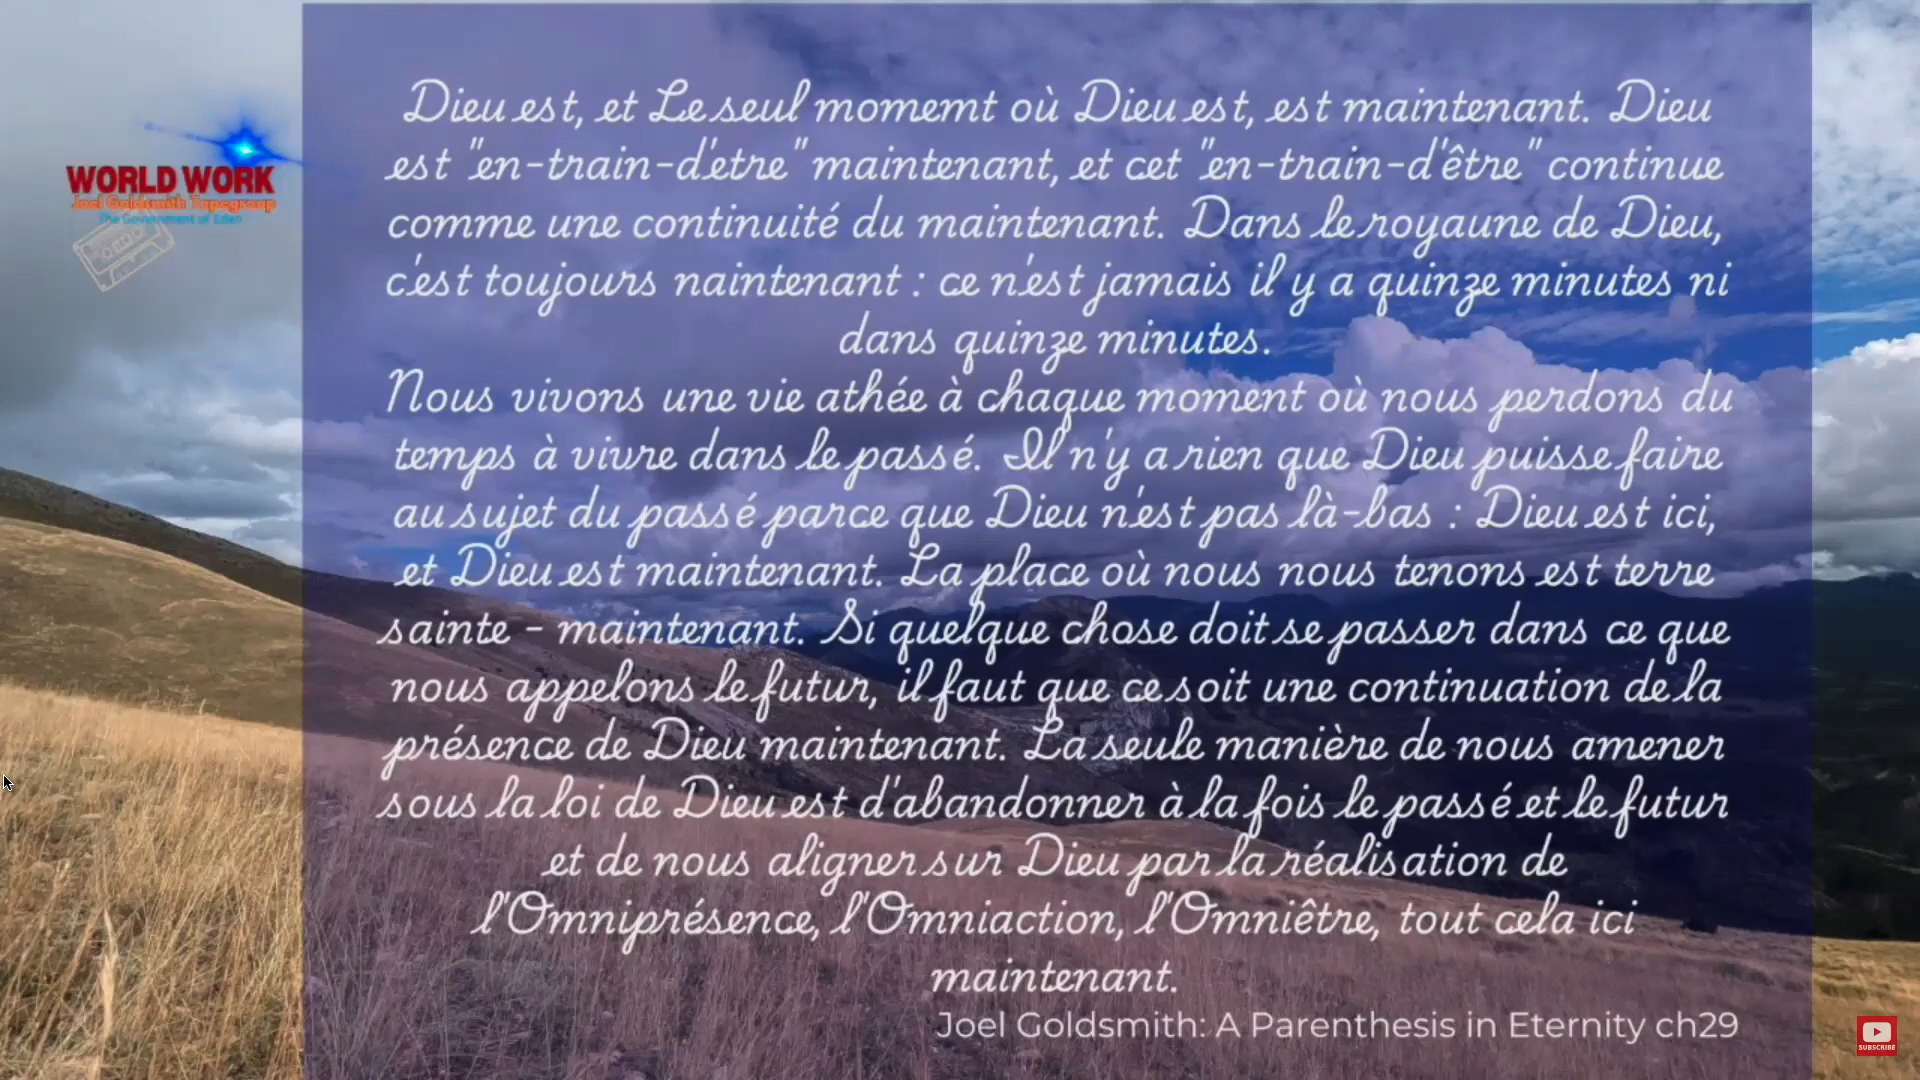 WORLD WORK
Joel Goldsmith Tapegroup
The Government of Eden
Dieu est, et Le seul momemt où Dieu est, est maintenant. Dieu
est "en-train-d'etre" maintenant, et cet "en-train-d'être" continue
comme une continuité du maintenant. Dans le royaune de Dieu,
c'est toujours naintenant : ce n'est jamais il y a quinze minutes ni
dans quinze minutes.
Nous vivons une vie athée à chaque moment où nous perdons du
temps à vivre dans le passé. Il n'y a rien que Dieu puisse faire
au sujet du passé parce que Dieu n'est pas là-bas : Dieu est ici,
et Dieu est maintenant. La place où nous nous tenons est terre
sainte - maintenant. Si quelque chose doit se passer dans ce que
nous appelons le futur, il faut que ce soit une continuation de la
présence de Dieu maintenant. La seule manière de nous amener
sous la loi de Dieu est d'abandonner à la fois le passé et le futur
et de nous aligner sur Dieu par la réalisation de
l'Omniprésence, l'Omniaction, l'Omniêtre, tout cela ici
maintenant.
Joel Goldsmith: A Parenthesis in Eternity ch29
SUBSCRIBE